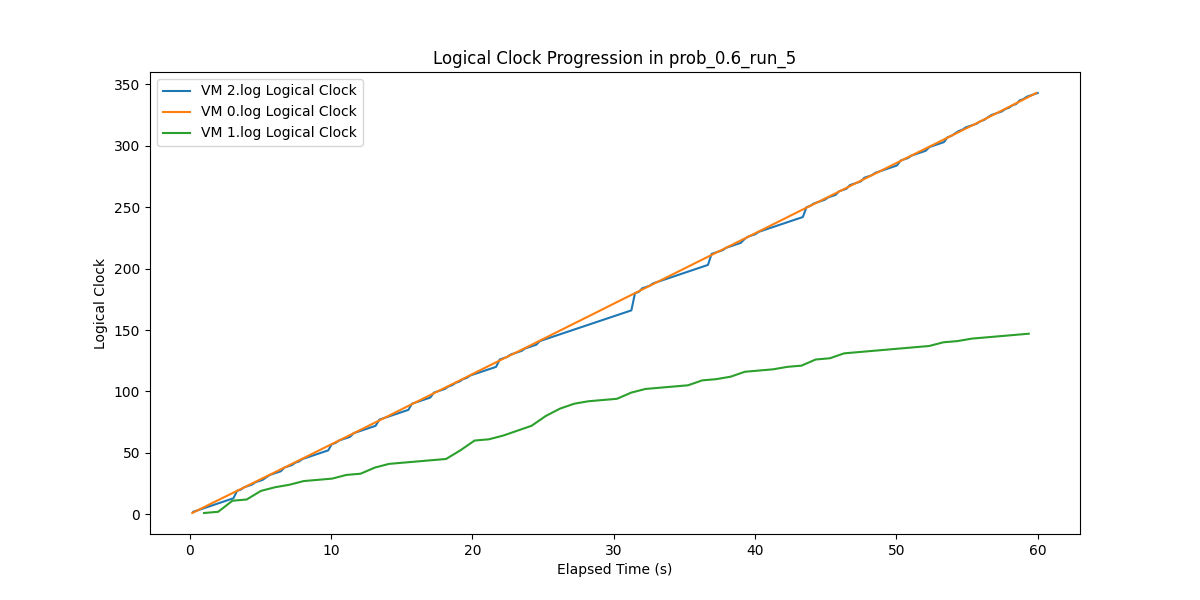 Logical Clock Progression in prob_0.6_run_5
VM 2.log Logical Clock
VM 0.log Logical Clock
VM 1.log Logical Clock
350
300
250
200
150
100
50
0
Logical Clock
0 10 20 30 40 50 60
Elapsed Time (s)